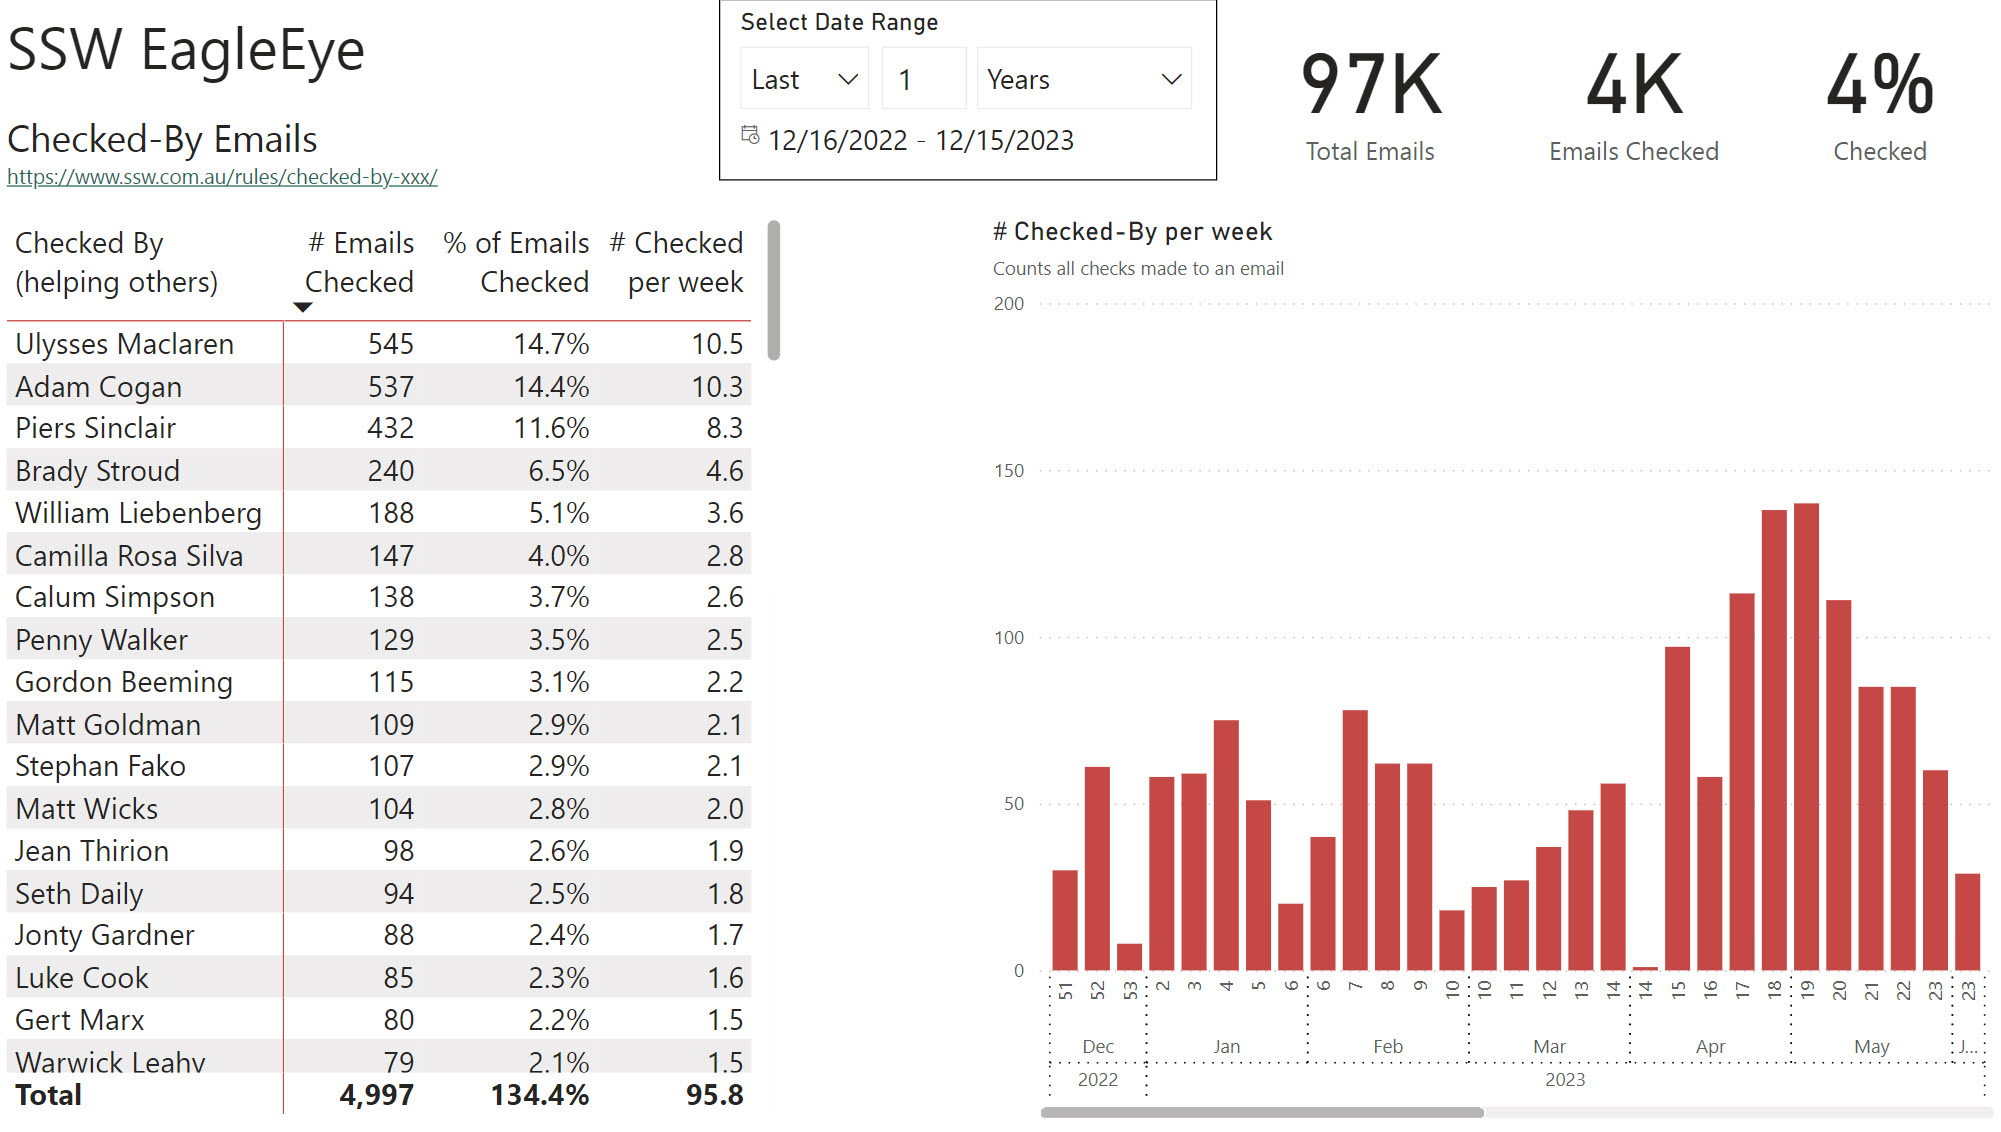 SSW EagleEye
Checked-By Emails
https://www.ssw.com.au/rules/checked-by-xxx/
Select Date Range
Last 1 Years
12/16/2022 - 12/15/2023
97K 4K 4%
Total Emails Emails Checked Checked
Checked By # Emails % of Emails # Checked
(helping others) Checked Checked per week
Ulysses Maclaren 545 14.7% 10.5
Adam Cogan 537 14.4% 10.3
Piers Sinclair 432 11.6% 8.3
Brady Stroud 240 6.5% 4.6
William Liebenberg 188 5.1% 3.6
Camilla Rosa Silva 147 4.0% 2.8
Calum Simpson 138 3.7% 2.6
Penny Walker 129 3.5% 2.5
Gordon Beeming 115 3.1% 2.2
Matt Goldman 109 2.9% 2.1
Stephan Fako 107 2.9% 2.1
Matt Wicks 104 2.8% 2.0
Jean Thirion 98 2.6% 1.9
Seth Daily 94 2.5% 1.8
Jonty Gardner 88 2.4% 1.7
Luke Cook 85 2.3% 1.6
Gert Marx 80 2.2% 1.5
Warwick Leahy 79 2.1% 1.5
Total 4,997 134.4% 95.8
# Checked-By per week
Counts all checks made to an email
200
150
100
50
0
51 52 53 2 3 4 5 6 6 7 8 9 10 10 11 12 13 14 14 15 16 17 18 19 20 21 22 23 23
Dec Jan Feb Mar Apr May J...
2022 2023